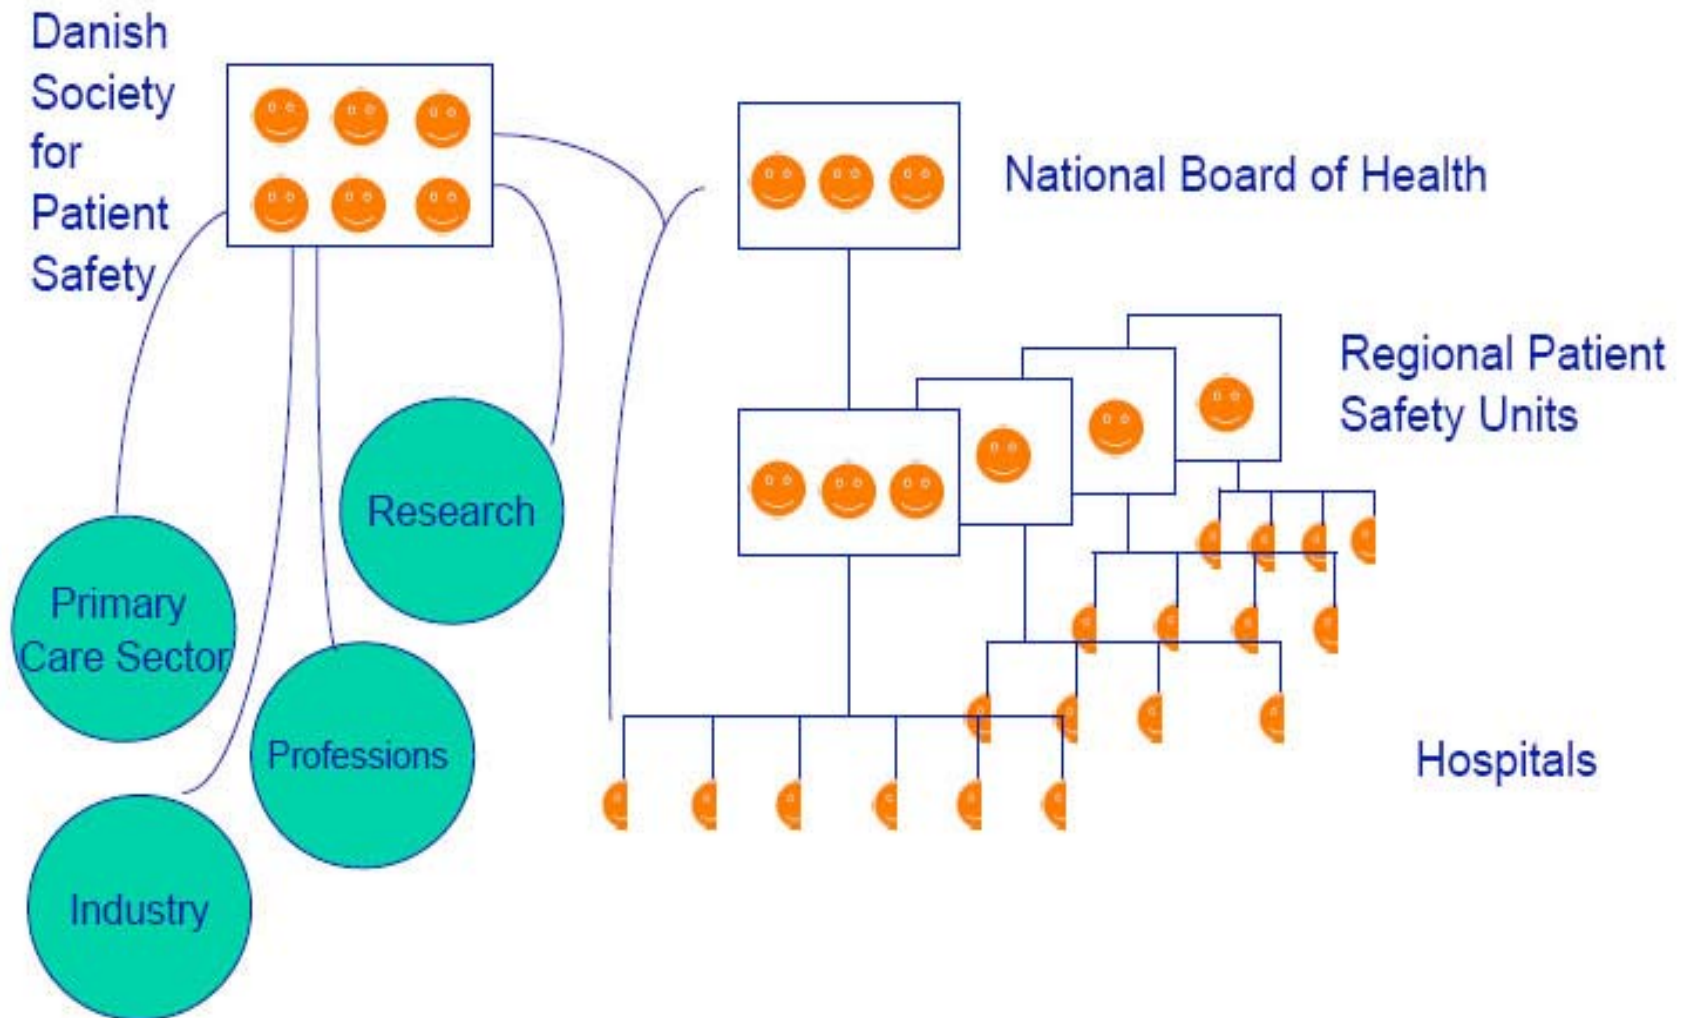 Danish
Society
for
Patient
Safety
National Board of Health
Regional Patient
Safety Units
Research
Primary
Care Sector
Professions
Hospitals
Industry